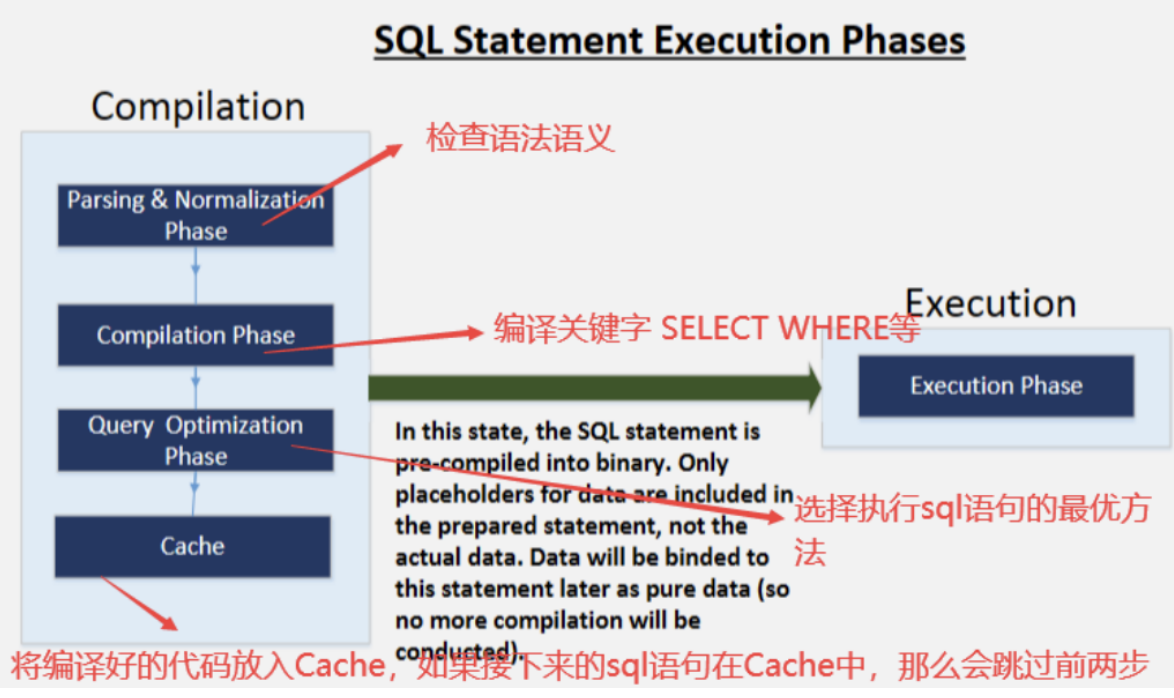 SQL Statement Execution Phases
Compilation
检查语法语义
Parsing & Normalization
Phase
Compilation Phase
编译关键字 SELECT WHERE等
Query Optimization
Phase
Cache
Execution
Execution Phase
In this state, the SQL statement is
pre-compiled into binary. Only
placeholders for data are included in
the prepared statement, not the
actual data. Data will be binded to
this statement later as pure data (so
no more compilation will be
conducted).
选择执行sql语句的最优方
法
将编译好的代码放入Cache，如果接下来的sql语句在Cache中，那么会跳过前两步